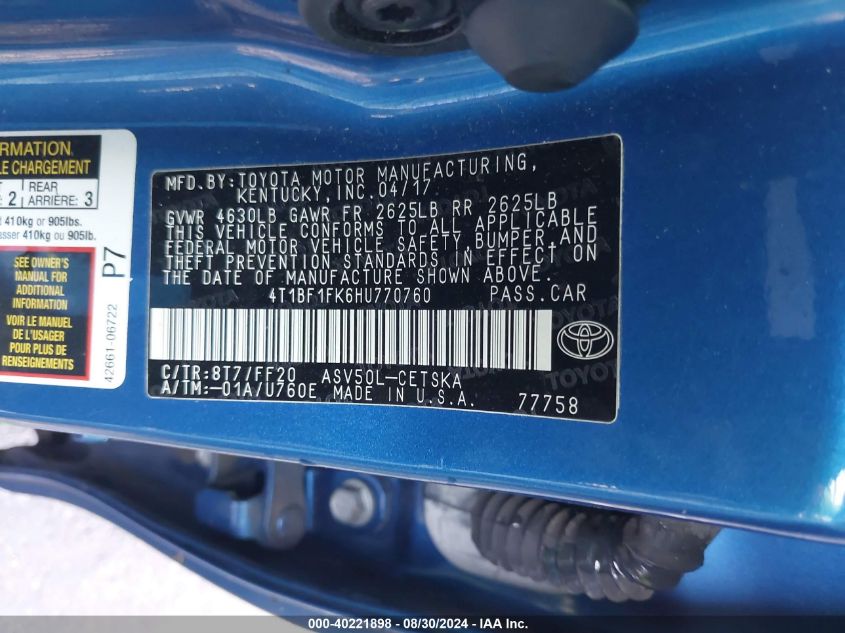 RMATION
LE CHARGEMENT
2 REAR ARRIÈRE: 3
410kg or 905lbs.
asser 410kg ou 905lb.
SEE OWNER'S
MANUAL FOR
ADDITIONAL
INFORMATION
VOIR LE MANUEL
DE L'USAGER
POUR PLUS DE
RENSEIGNEMENTS
P7
42661-06722
MFD.BY:TOYOTA MOTOR MANUFACTURING,
KENTUCKY, INC.04/17
GVWR 4630LB GAWR FR 2625LB RR 2625LB
THIS VEHICLE CONFORMS TO ALL APPLICABLE
FEDERAL MOTOR VEHICLE SAFETY, BUMPER, AND
THEFT PREVENTION STANDARDS IN EFFECT ON
THE DATE OF MANUFACTURE SHOWN ABOVE.
4T1BF1FK6HU770760 PASS.CAR
C/TR:8T7/FF20 ASV50L-CETSKA
A/TM:-01A/U760E MADE IN U.S.A. 77758
000-40221898 - 08/30/2024 - IAA Inc.